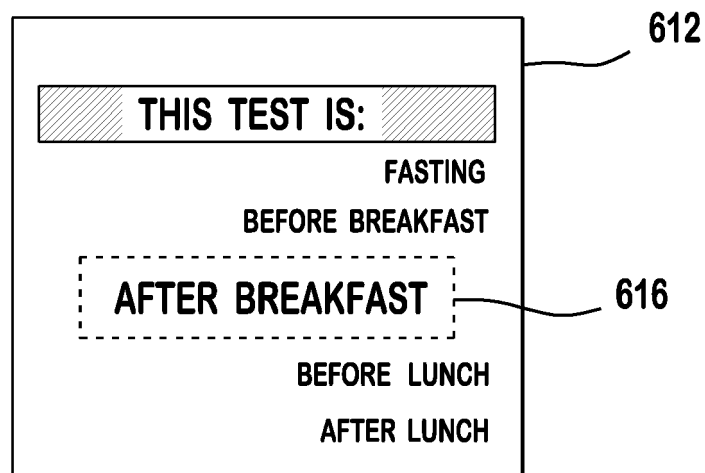 612
THIS TEST IS:
FASTING
BEFORE BREAKFAST
AFTER BREAKFAST
616
BEFORE LUNCH
AFTER LUNCH